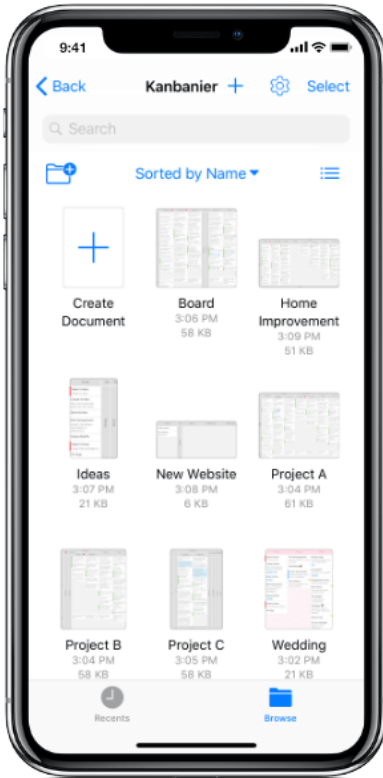 9:41
Back
Kanbanier
Select
Search
Sorted by Name
Create
Document
Board
3:06 PM
58 KB
Home
Improvement
3:09 PM
51 KB
Ideas
3:07 PM
21 KB
New Website
3:08 PM
6 KB
Project A
3:04 PM
61 KB
Project B
3:04 PM
58 KB
Project C
3:05 PM
58 KB
Wedding
3:02 PM
21 KB
Recents
Browse